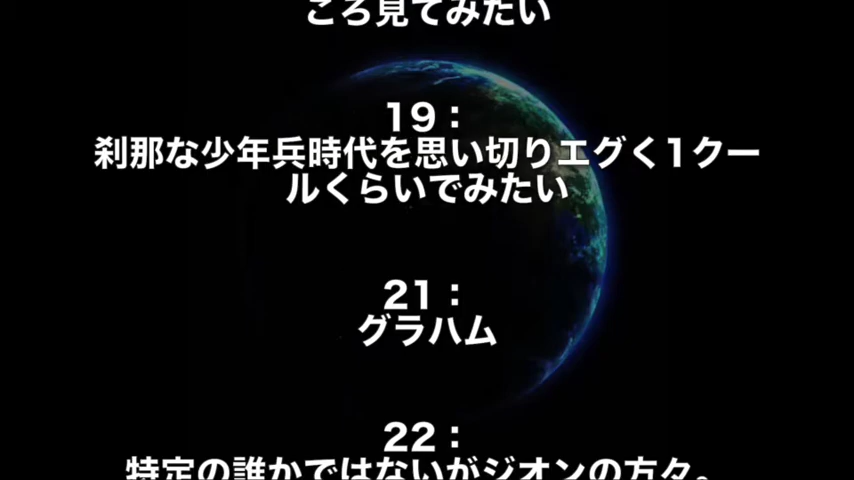 ころ見てみたい
19：
刹那な少年兵時代を思い切りエグく1クー
ルくらいでみたい
21：
グラハム
22：
特定の誰かではないがジオンの方々。